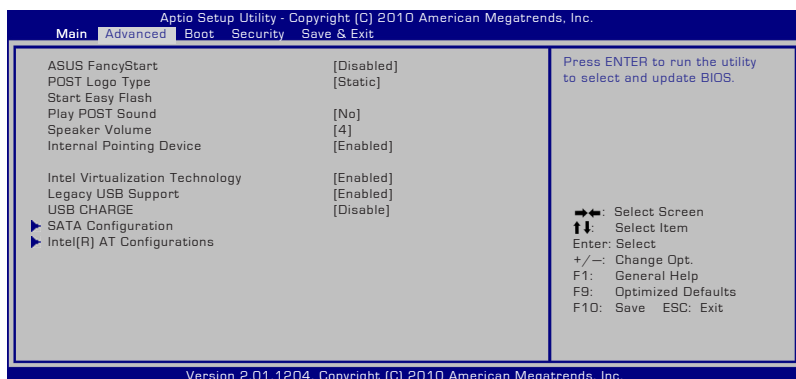 Aptio Setup Utility - Copyright (C) 2010 American Megatrends, Inc.
Main Advanced Boot Security Save & Exit
ASUS FancyStart [Disabled]
POST Logo Type [Static]
Start Easy Flash
Play POST Sound [No]
Speaker Volume [4]
Internal Pointing Device [Enabled]
Intel Virtualization Technology [Enabled]
Legacy USB Support [Enabled]
USB CHARGE [Disable]
SATA Configuration
Intel(R) AT Configurations
Press ENTER to run the utility
to select and update BIOS.
→←: Select Screen
↑↓: Select Item
Enter: Select
+/—: Change Opt.
F1: General Help
F9: Optimized Defaults
F10: Save ESC: Exit
Version 2.01.1204. Copyright (C) 2010 American Megatrends, Inc.